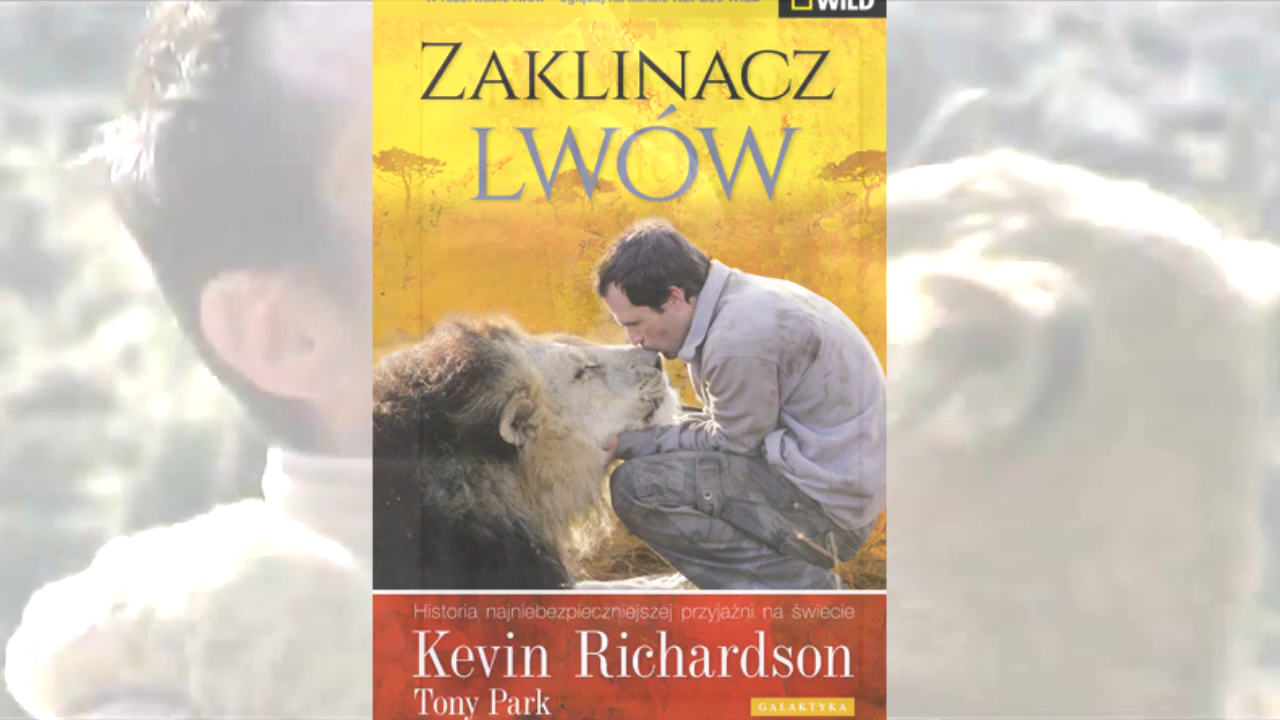 WILD
ZAKLINACZ
LWÓW
Historia najniebezpieczniejszej przyjaźni na świecie
Kevin Richardson
Tony Park
GALAKTYKA